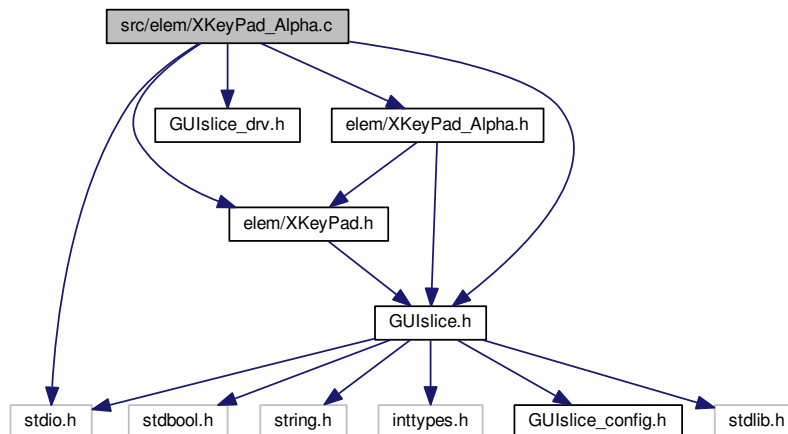 src/elem/XKeyPad_Alpha.c
GUIslice_drv.h
elem/XKeyPad_Alpha.h
elem/XKeyPad.h
GUIslice.h
stdio.h
stdbool.h
string.h
inttypes.h
GUIslice_config.h
stdlib.h